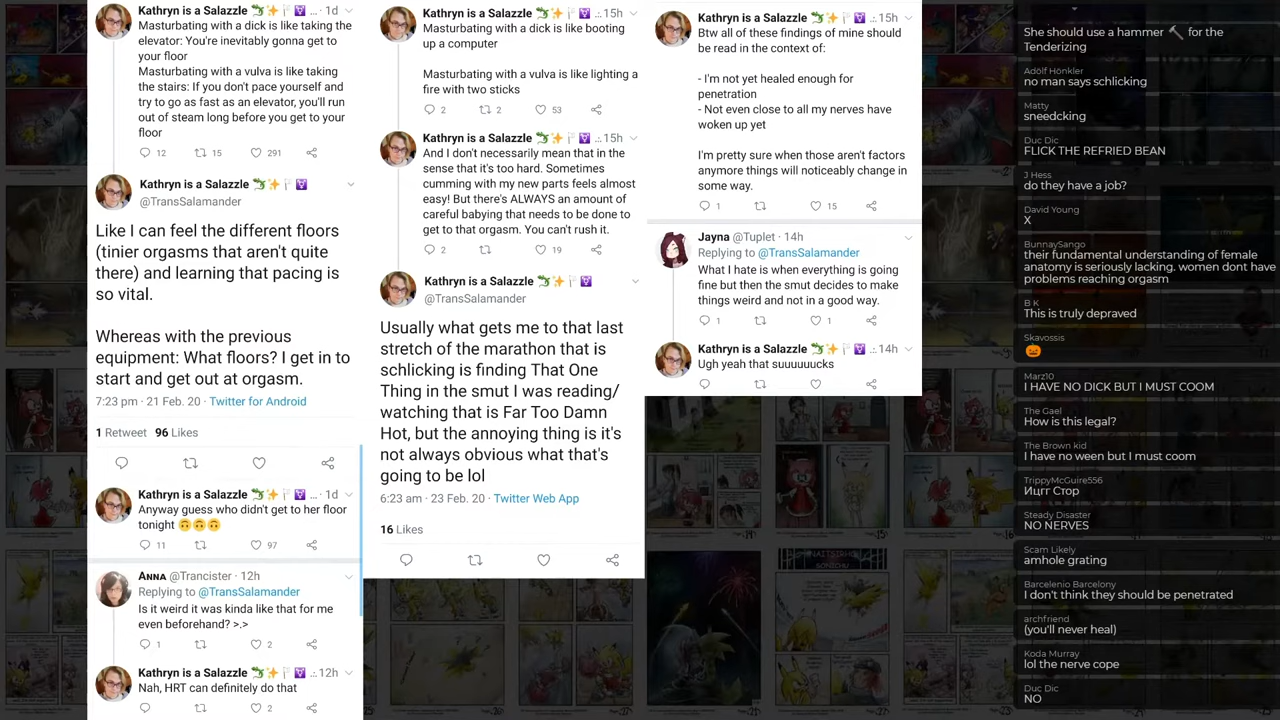 Kathryn is a Salazzle 🦎✨🏳️⚧ ... · 1d
Masturbating with a dick is like taking the
elevator: You're inevitably gonna get to
your floor
Masturbating with a vulva is like taking
the stairs: If you don't pace yourself and
try to go as fast as an elevator, you'll run
out of steam long before you get to your
floor
12 15 291
Kathryn is a Salazzle 🦎✨🏳️⚧
@TransSalamander
Like I can feel the different floors
(tinier orgasms that aren't quite
there) and learning that pacing is
so vital.
Whereas with the previous
equipment: What floors? I get in to
start and get out at orgasm.
7:23 pm · 21 Feb. 20 · Twitter for Android
1 Retweet 96 Likes
Kathryn is a Salazzle 🦎✨🏳️⚧ ... · 1d
Anyway guess who didn't get to her floor
tonight 🙃🙃🙃
11 97
Anna @Trancister · 12h
Replying to @TransSalamander
Is it weird it was kinda like that for me
even beforehand? >.>
1 2
Kathryn is a Salazzle 🦎✨🏳️⚧ ... · 12h
Nah, HRT can definitely do that
2
Kathryn is a Salazzle 🦎✨🏳️⚧ ... · 15h
Masturbating with a dick is like booting
up a computer
Masturbating with a vulva is like lighting a
fire with two sticks
2 2 53
Kathryn is a Salazzle 🦎✨🏳️⚧ ... · 15h
And I don't necessarily mean that in the
sense that it's too hard. Sometimes
cumming with my new parts feels almost
easy! But there's ALWAYS an amount of
careful babying that needs to be done to
get to that orgasm. You can't rush it.
2 19
Kathryn is a Salazzle 🦎✨🏳️⚧
@TransSalamander
Usually what gets me to that last
stretch of the marathon that is
schlicking is finding That One
Thing in the smut I was reading/
watching that is Far Too Damn
Hot, but the annoying thing is it's
not always obvious what that's
going to be lol
6:23 am · 23 Feb. 20 · Twitter Web App
16 Likes
Kathryn is a Salazzle 🦎✨🏳️⚧ ... · 15h
Btw all of these findings of mine should
be read in the context of:
- I'm not yet healed enough for
penetration
- Not even close to all my nerves have
woken up yet
I'm pretty sure when those aren't factors
anymore things will noticeably change in
some way.
1 15
Jayna @Tuplet · 14h
Replying to @TransSalamander
What I hate is when everything is going
fine but then the smut decides to make
things weird and not in a good way.
1 1
Kathryn is a Salazzle 🦎✨🏳️⚧ ... · 14h
Ugh yeah that suuuuuucks
She should use a hammer 🔨 for the
Tenderizing
Adölf Hönkler
no man says schlicking
Matty
sneedcking
Duc Dic
FLICK THE REFRIED BEAN
J Hess
do they have a job?
David Young
X
BunnaySango
their fundamental understanding of female
anatomy is seriously lacking. women dont have
problems reaching orgasm
B K
This is truly depraved
Skavossis
🎃
Marz10
I HAVE NO DICK BUT I MUST COOM
The Gael
How is this legal?
The Brown kid
I have no ween but I must coom
TrippyMcGuire556
Ицгг Стор
Steady Disaster
NO NERVES
Scam Likely
amhole grating
Barcelenio Barcelony
I don't think they should be penetrated
archfriend
(you'll never heal)
Koda Murray
lol the nerve cope
Duc Dic
NO